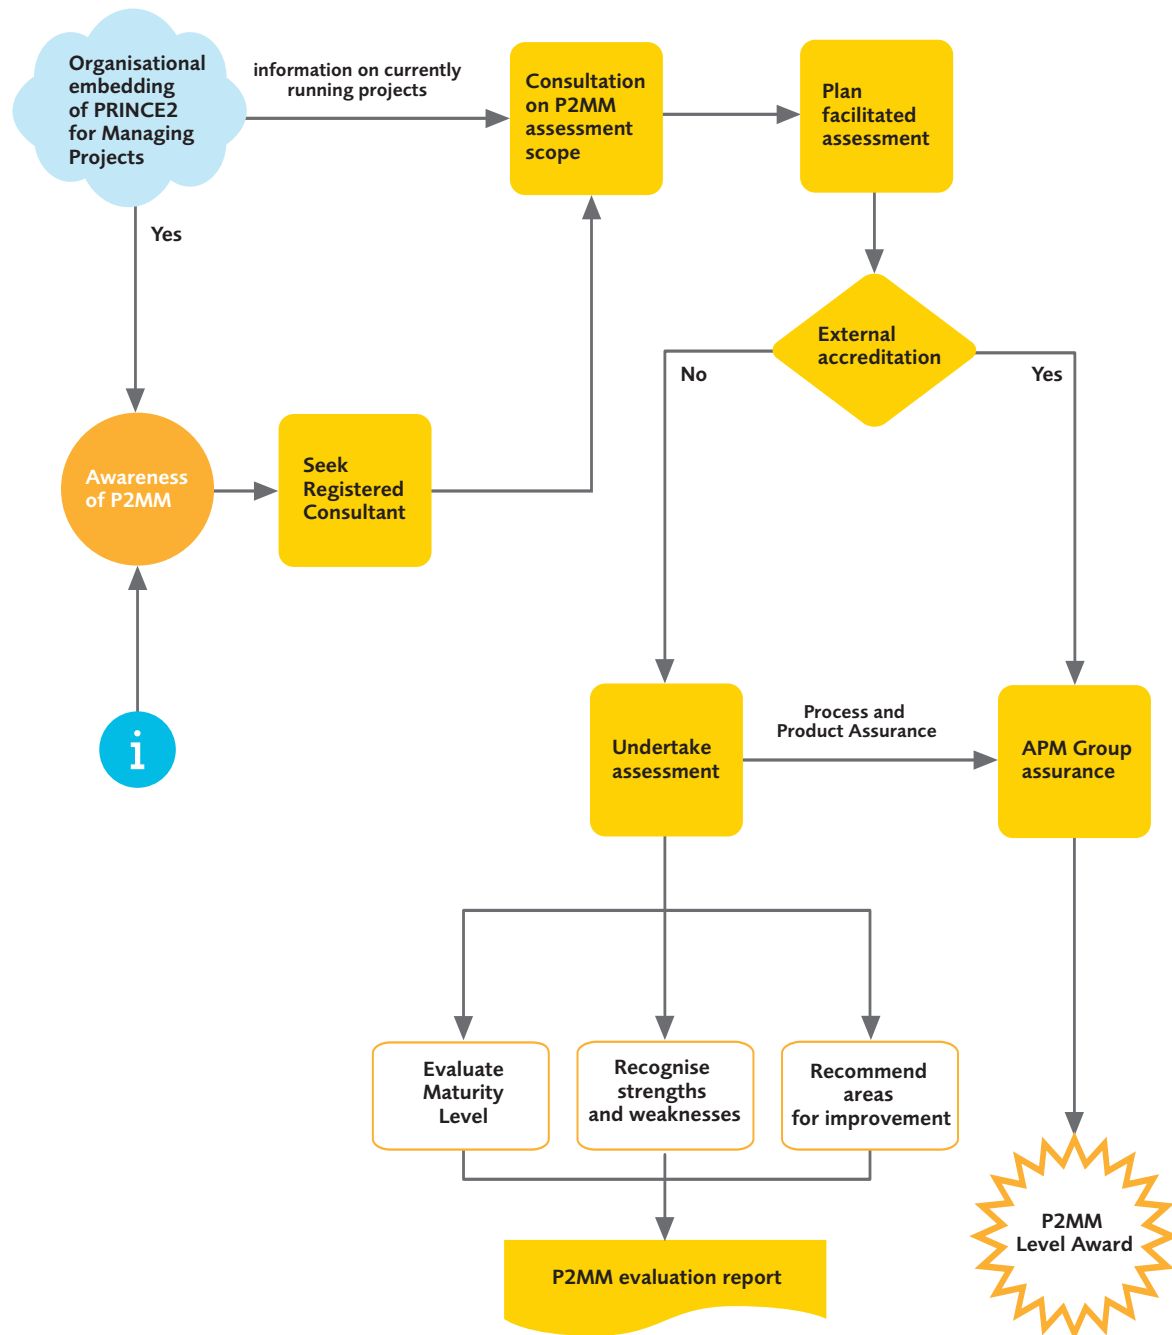 Organisational
embedding
of PRINCE2
for Managing
Projects
information on currently
running projects
Consultation
on P2MM
assessment
scope
Plan
facilitated
assessment
Yes
External
accreditation
No
Yes
Awareness
of P2MM
Seek
Registered
Consultant
i
Undertake
assessment
Process and
Product Assurance
APM Group
assurance
Evaluate
Maturity
Level
Recognise
strengths
and weaknesses
Recommend
areas
for improvement
P2MM
Level Award
P2MM evaluation report